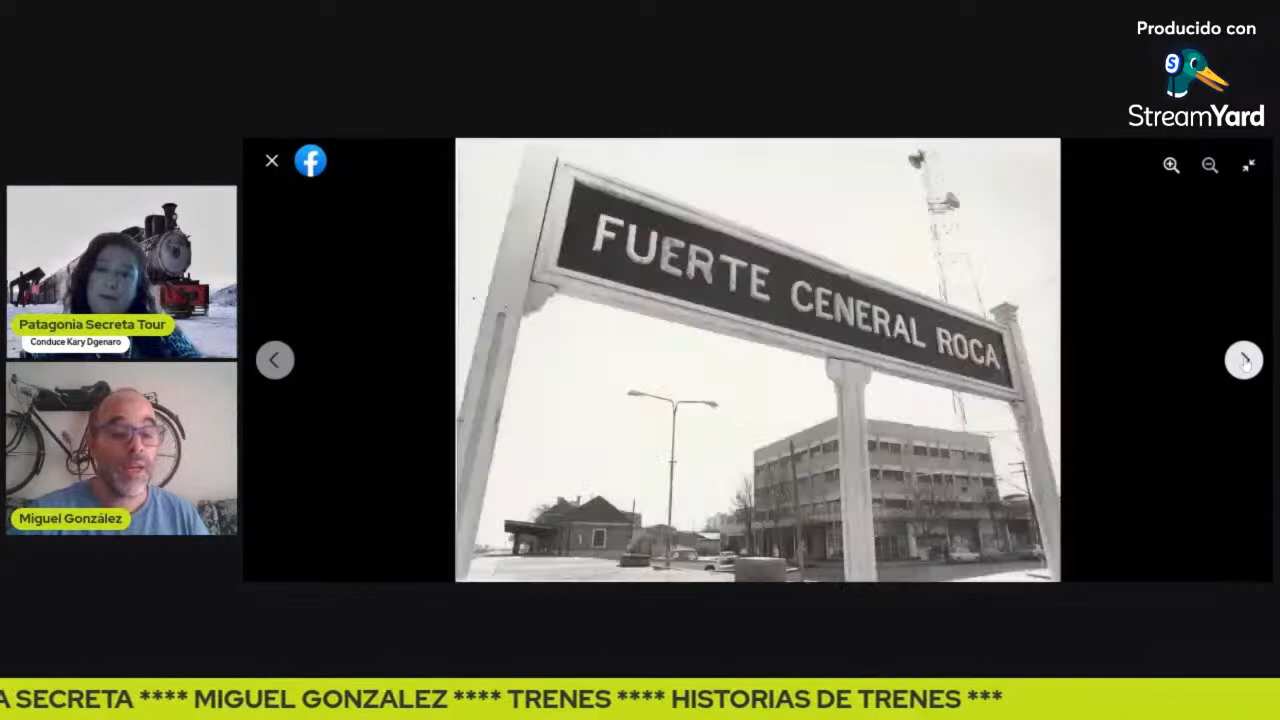 Producido con
StreamYard
FUERTE GENERAL ROCA
Patagonia Secreta Tour
Conduce Kary Dgenaro
Miguel González
A SECRETA **** MIGUEL GONZALEZ **** TRENES **** HISTORIAS DE TRENES ***